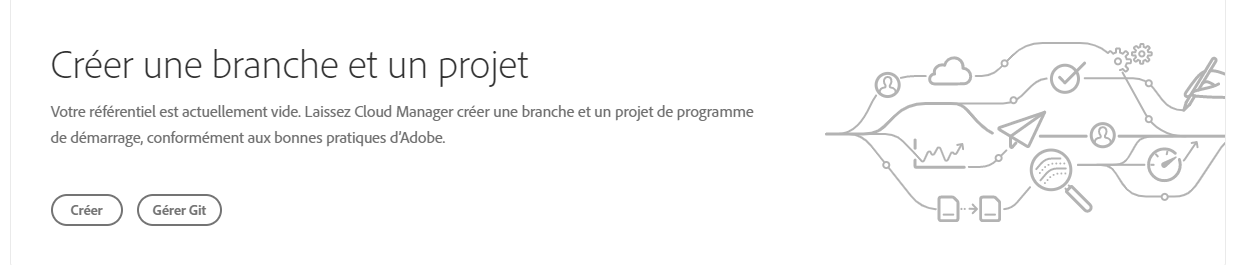 Créer une branche et un projet
Votre référentiel est actuellement vide. Laissez Cloud Manager créer une branche et un projet de programme
de démarrage, conformément aux bonnes pratiques d’Adobe.
Créer
Gérer Git